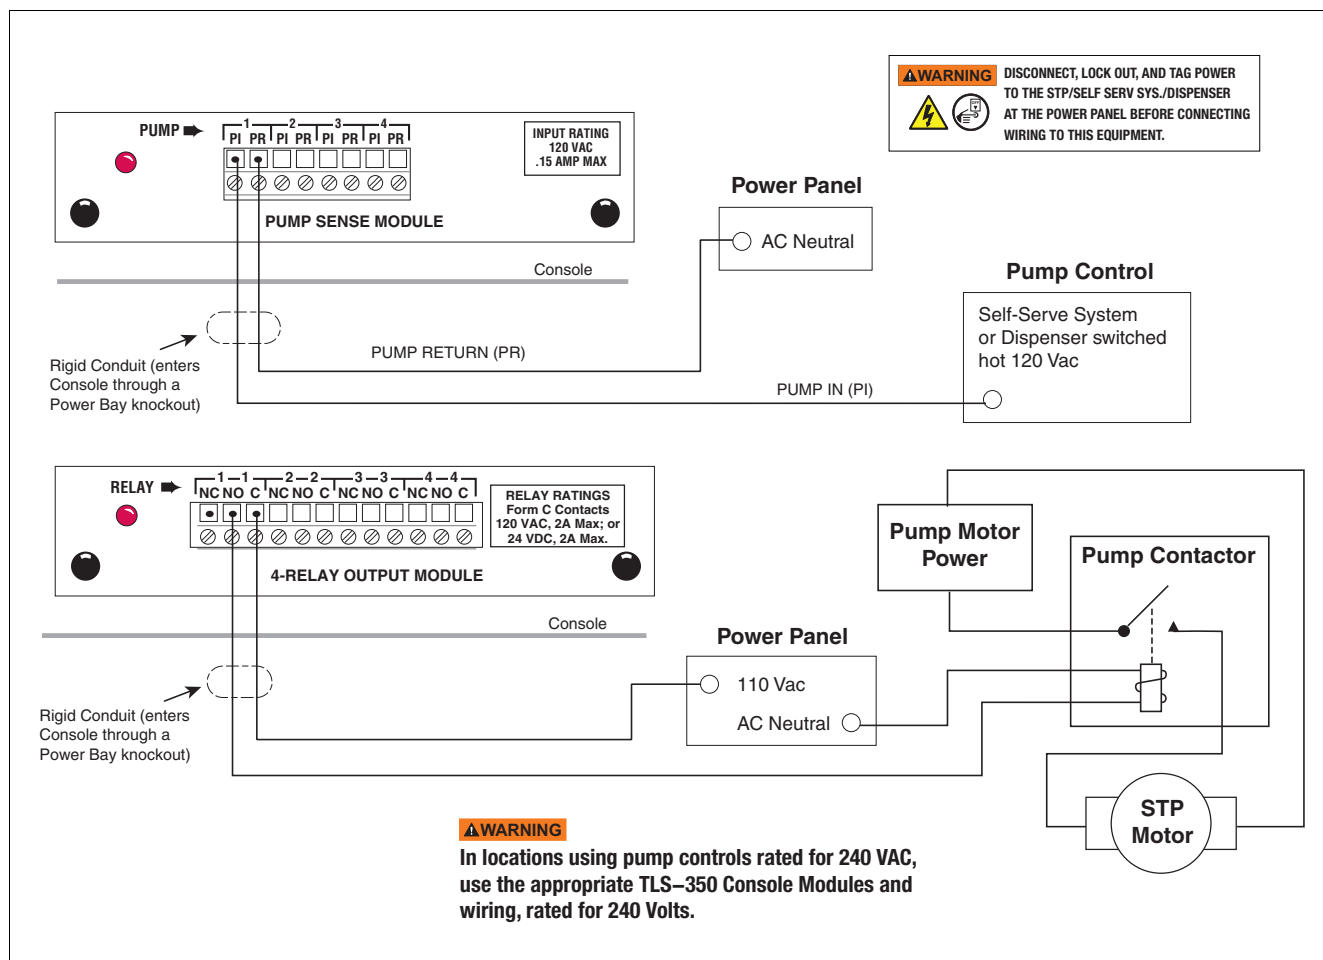 WARNING
DISCONNECT, LOCK OUT, AND TAG POWER
TO THE STP/SELF SERV SYS./DISPENSER
AT THE POWER PANEL BEFORE CONNECTING
WIRING TO THIS EQUIPMENT.
OFF
PUMP
1 2 3 4
PI PR PI PR PI PR PI PR
INPUT RATING
120 VAC
.15 AMP MAX
PUMP SENSE MODULE
Console
Power Panel
AC Neutral
Pump Control
Self-Serve System
or Dispenser switched
hot 120 Vac
Rigid Conduit (enters
Console through a
Power Bay knockout)
PUMP RETURN (PR)
PUMP IN (PI)
RELAY
1 1 2 2 3 3 4 4
NC NO C NC NO C NC NO C NC NO C
RELAY RATINGS
Form C Contacts
120 VAC, 2A Max; or
24 VDC, 2A Max.
4-RELAY OUTPUT MODULE
Console
Pump Motor
Power
Pump Contactor
Power Panel
110 Vac
AC Neutral
Rigid Conduit (enters
Console through a
Power Bay knockout)
STP
Motor
WARNING
In locations using pump controls rated for 240 VAC,
use the appropriate TLS–350 Console Modules and
wiring, rated for 240 Volts.